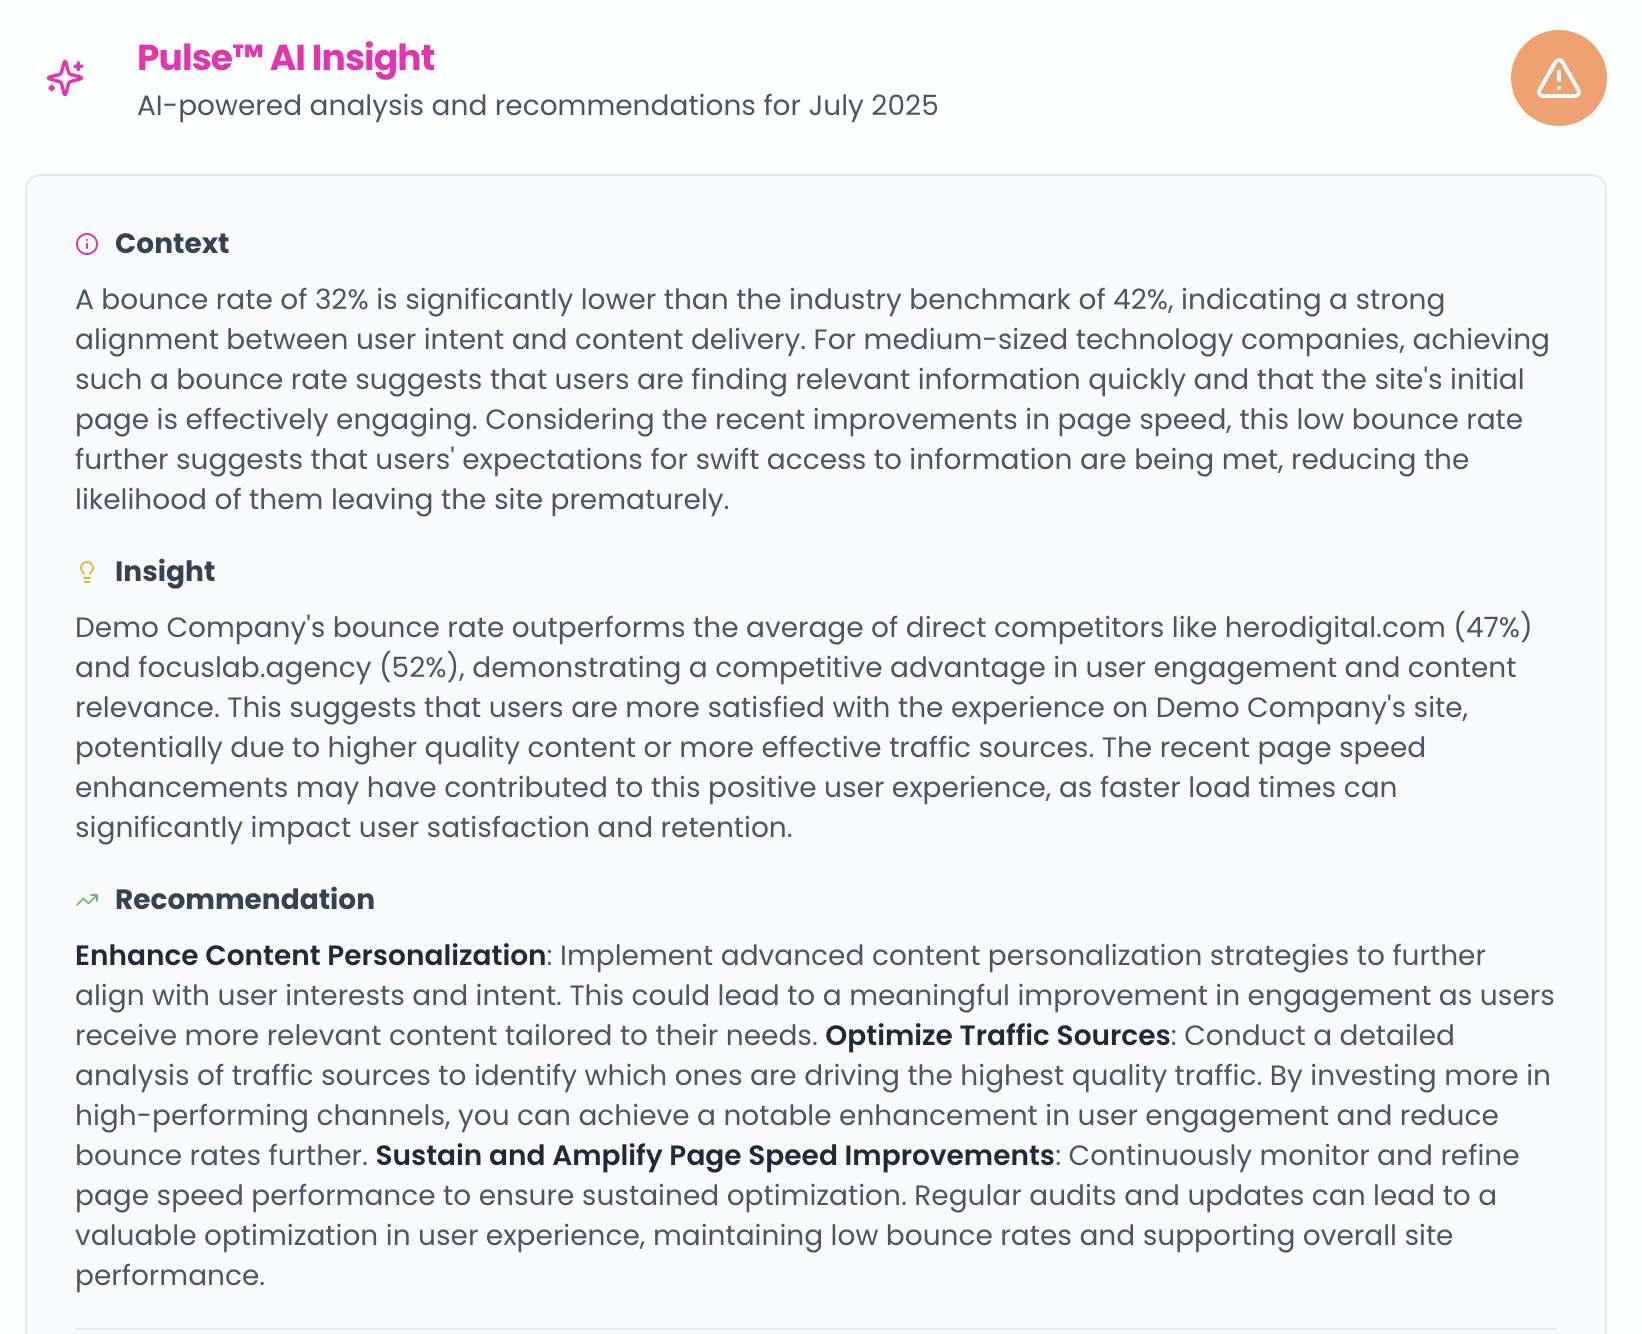 Pulse™ AI Insight
AI-powered analysis and recommendations for July 2025
Context
A bounce rate of 32% is significantly lower than the industry benchmark of 42%, indicating a strong
alignment between user intent and content delivery. For medium-sized technology companies, achieving
such a bounce rate suggests that users are finding relevant information quickly and that the site's initial
page is effectively engaging. Considering the recent improvements in page speed, this low bounce rate
further suggests that users' expectations for swift access to information are being met, reducing the
likelihood of them leaving the site prematurely.
Insight
Demo Company's bounce rate outperforms the average of direct competitors like herodigital.com (47%)
and focuslab.agency (52%), demonstrating a competitive advantage in user engagement and content
relevance. This suggests that users are more satisfied with the experience on Demo Company's site,
potentially due to higher quality content or more effective traffic sources. The recent page speed
enhancements may have contributed to this positive user experience, as faster load times can
significantly impact user satisfaction and retention.
Recommendation
Enhance Content Personalization: Implement advanced content personalization strategies to further
align with user interests and intent. This could lead to a meaningful improvement in engagement as users
receive more relevant content tailored to their needs. Optimize Traffic Sources: Conduct a detailed
analysis of traffic sources to identify which ones are driving the highest quality traffic. By investing more in
high-performing channels, you can achieve a notable enhancement in user engagement and reduce
bounce rates further. Sustain and Amplify Page Speed Improvements: Continuously monitor and refine
page speed performance to ensure sustained optimization. Regular audits and updates can lead to a
valuable optimization in user experience, maintaining low bounce rates and supporting overall site
performance.